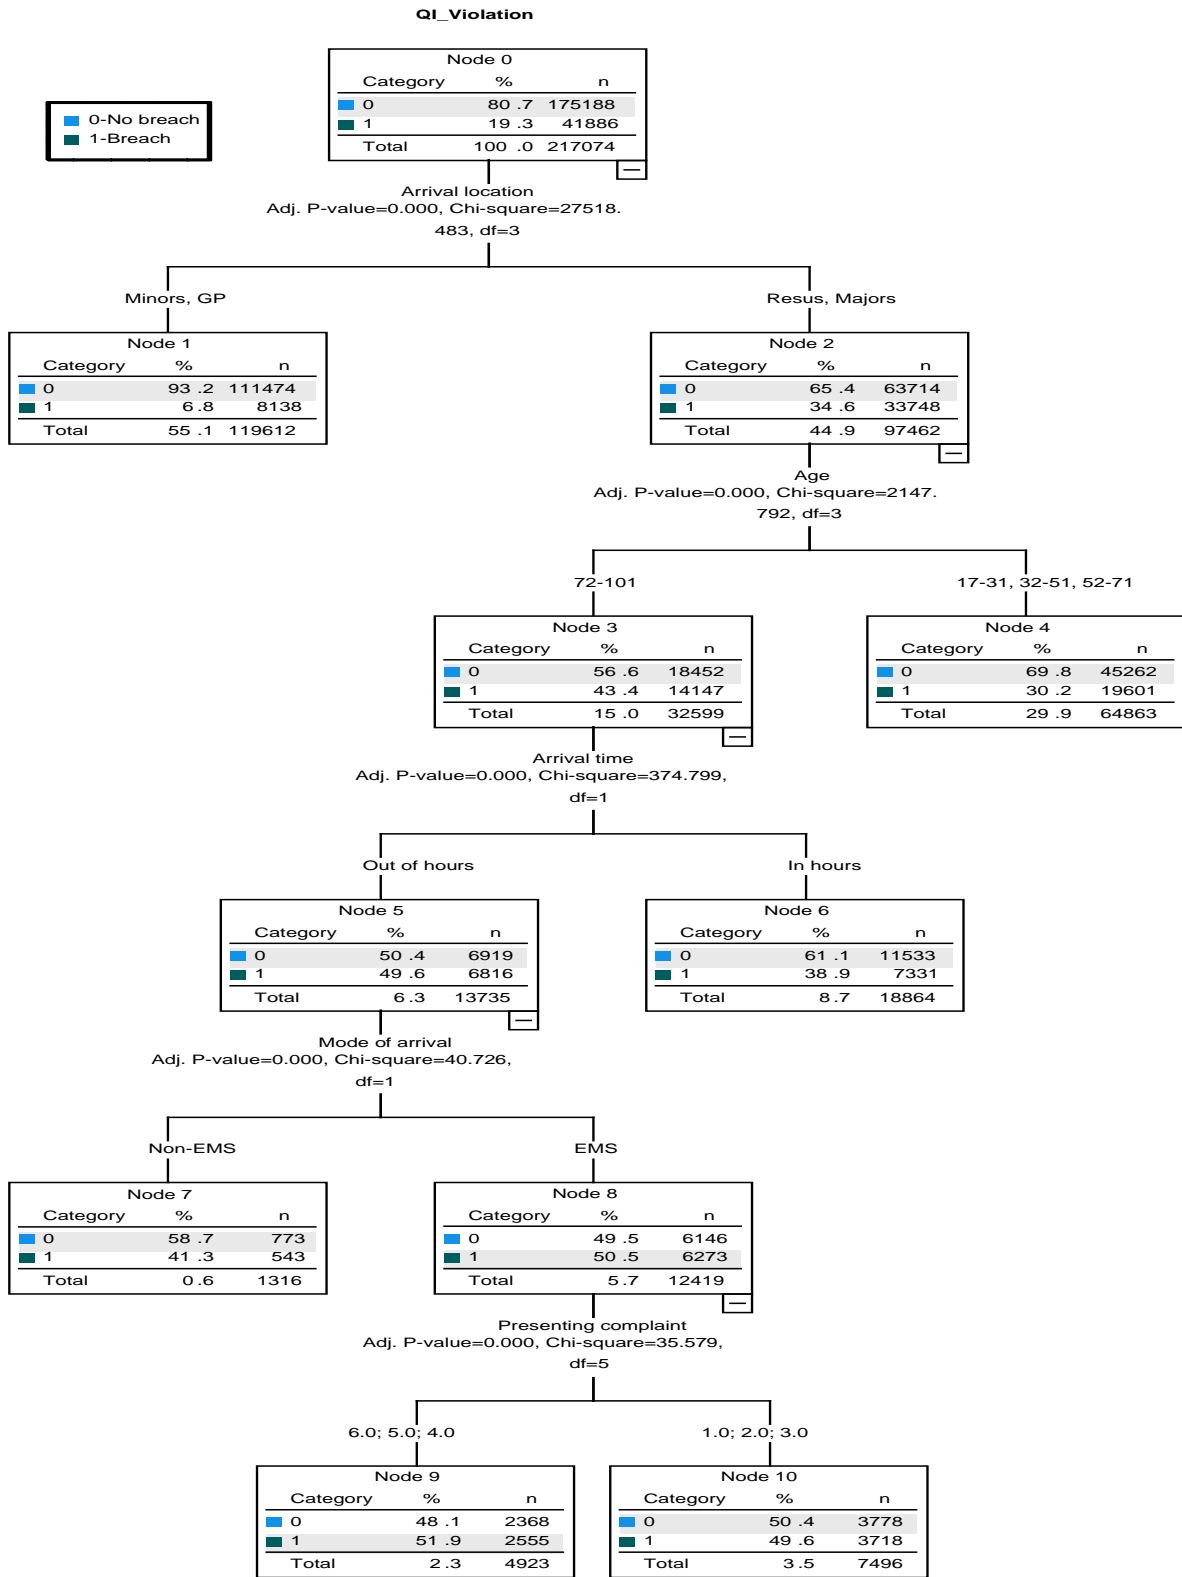 QI_Violation
0-No breach
1-Breach
Node 0
Category % n
0 80 .7 175188
1 19 .3 41886
Total 100 .0 217074
Arrival location
Adj. P-value=0.000, Chi-square=27518.
483, df=3
Minors, GP
Resus, Majors
Node 1
Category % n
0 93 .2 111474
1 6 .8 8138
Total 55 .1 119612
Node 2
Category % n
0 65 .4 63714
1 34 .6 33748
Total 44 .9 97462
Age
Adj. P-value=0.000, Chi-square=2147.
792, df=3
72-101
17-31, 32-51, 52-71
Node 3
Category % n
0 56 .6 18452
1 43 .4 14147
Total 15 .0 32599
Node 4
Category % n
0 69 .8 45262
1 30 .2 19601
Total 29 .9 64863
Arrival time
Adj. P-value=0.000, Chi-square=374.799,
df=1
Out of hours
In hours
Node 5
Category % n
0 50 .4 6919
1 49 .6 6816
Total 6 .3 13735
Node 6
Category % n
0 61 .1 11533
1 38 .9 7331
Total 8 .7 18864
Mode of arrival
Adj. P-value=0.000, Chi-square=40.726,
df=1
Non-EMS
EMS
Node 7
Category % n
0 58 .7 773
1 41 .3 543
Total 0 .6 1316
Node 8
Category % n
0 49 .5 6146
1 50 .5 6273
Total 5 .7 12419
Presenting complaint
Adj. P-value=0.000, Chi-square=35.579,
df=5
6.0; 5.0; 4.0
1.0; 2.0; 3.0
Node 9
Category % n
0 48 .1 2368
1 51 .9 2555
Total 2 .3 4923
Node 10
Category % n
0 50 .4 3778
1 49 .6 3718
Total 3 .5 7496